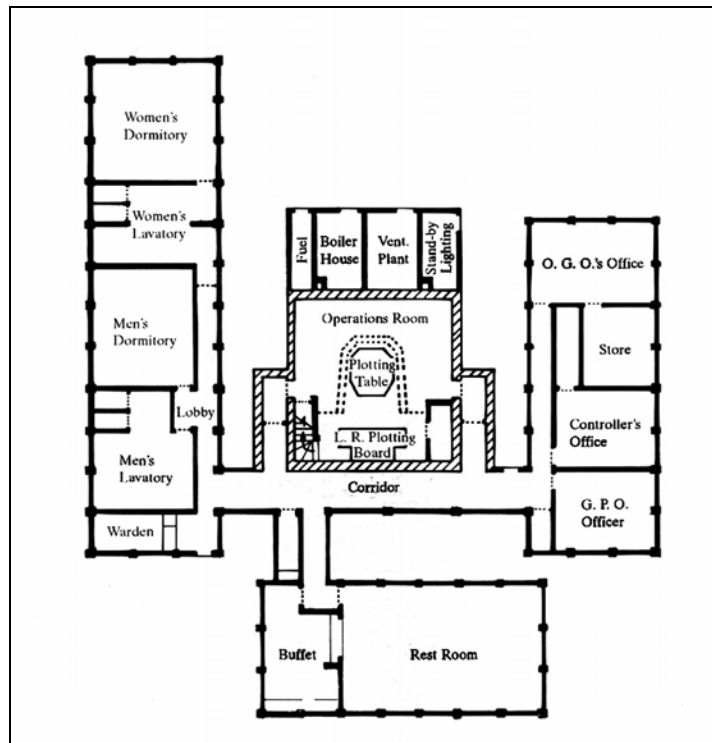 Women's
Dormitory
Women's
Lavatory
Men's
Dormitory
Lobby
Men's
Lavatory
Warden
Fuel
Boiler
House
Vent.
Plant
Stand-by
Lighting
Operations Room
Plotting
Table
L. R. Plotting
Board
Corridor
O. G. O.'s Office
Store
Controller's
Office
G. P. O.
Officer
Buffet
Rest Room